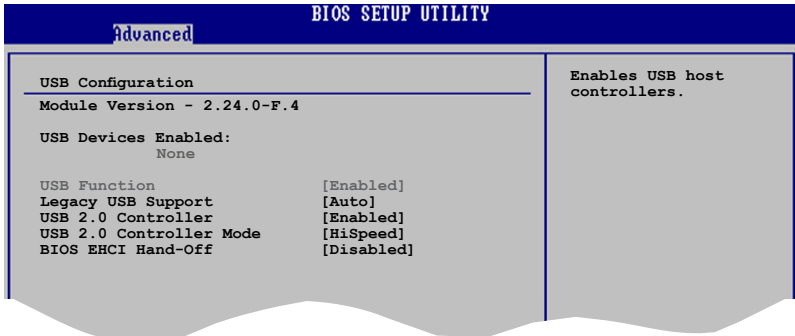 BIOS SETUP UTILITY
Advanced
USB Configuration
Module Version - 2.24.0-F.4
USB Devices Enabled:
None
USB Function [Enabled]
Legacy USB Support [Auto]
USB 2.0 Controller [Enabled]
USB 2.0 Controller Mode [HiSpeed]
BIOS EHCI Hand-Off [Disabled]
Enables USB host
controllers.